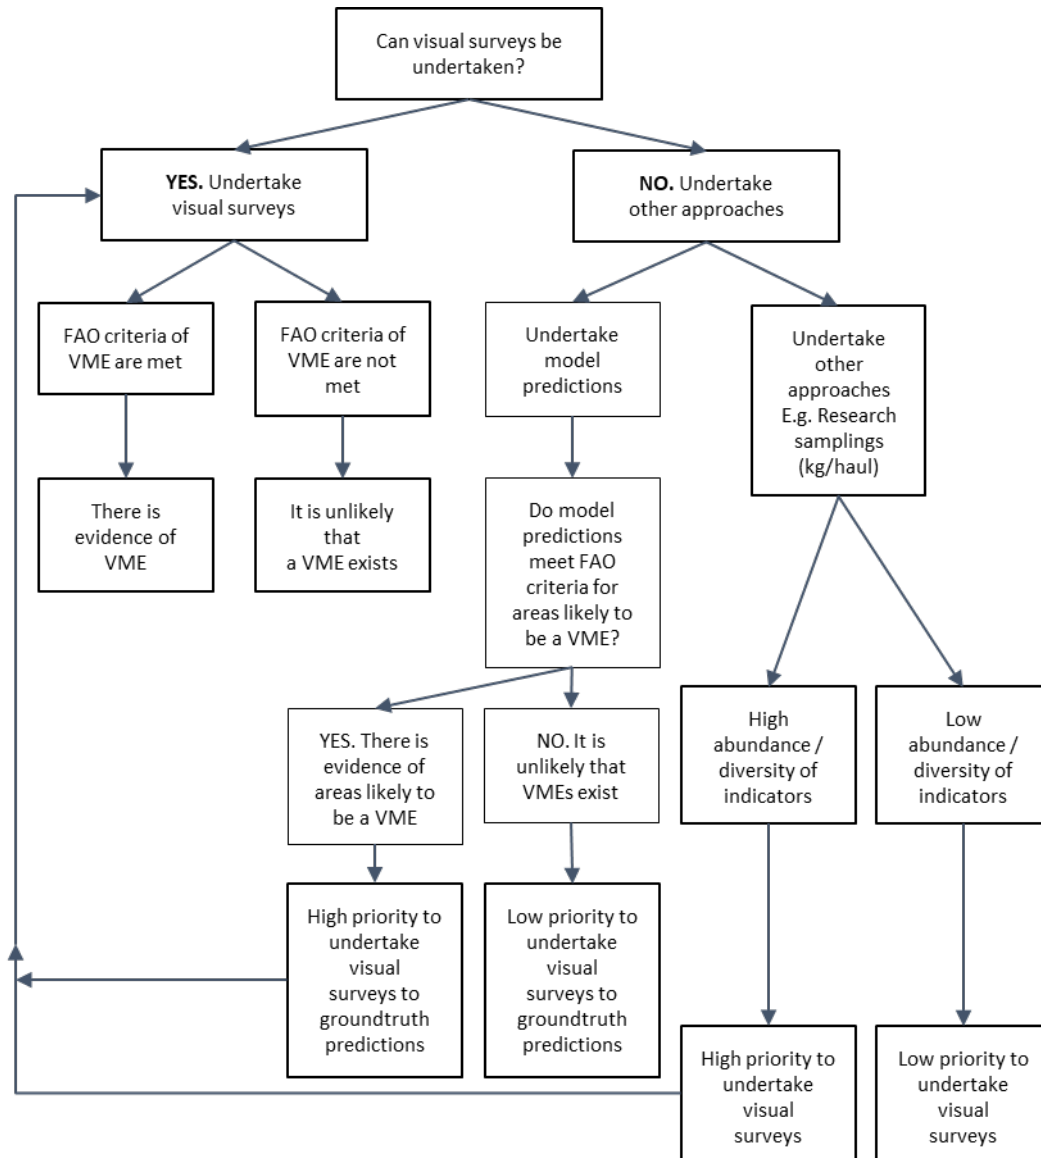 Can visual surveys be
undertaken?
YES. Undertake
visual surveys
NO. Undertake
other approaches
FAO criteria of
VME are met
FAO criteria of
VME are not
met
Undertake
model
predictions
Undertake
other
approaches
E.g. Research
samplings
(kg/haul)
There is
evidence of
VME
It is unlikely
that
a VME exists
Do model
predictions
meet FAO
criteria for
areas likely to
be a VME?
YES. There is
evidence of
areas likely to
be a VME
NO. It is
unlikely that
VMEs exist
High
abundance /
diversity of
indicators
Low
abundance /
diversity of
indicators
High priority to
undertake
visual
surveys to
groundtruth
predictions
Low priority to
undertake
visual
surveys to
groundtruth
predictions
High priority to
undertake
visual
surveys
Low priority to
undertake
visual
surveys